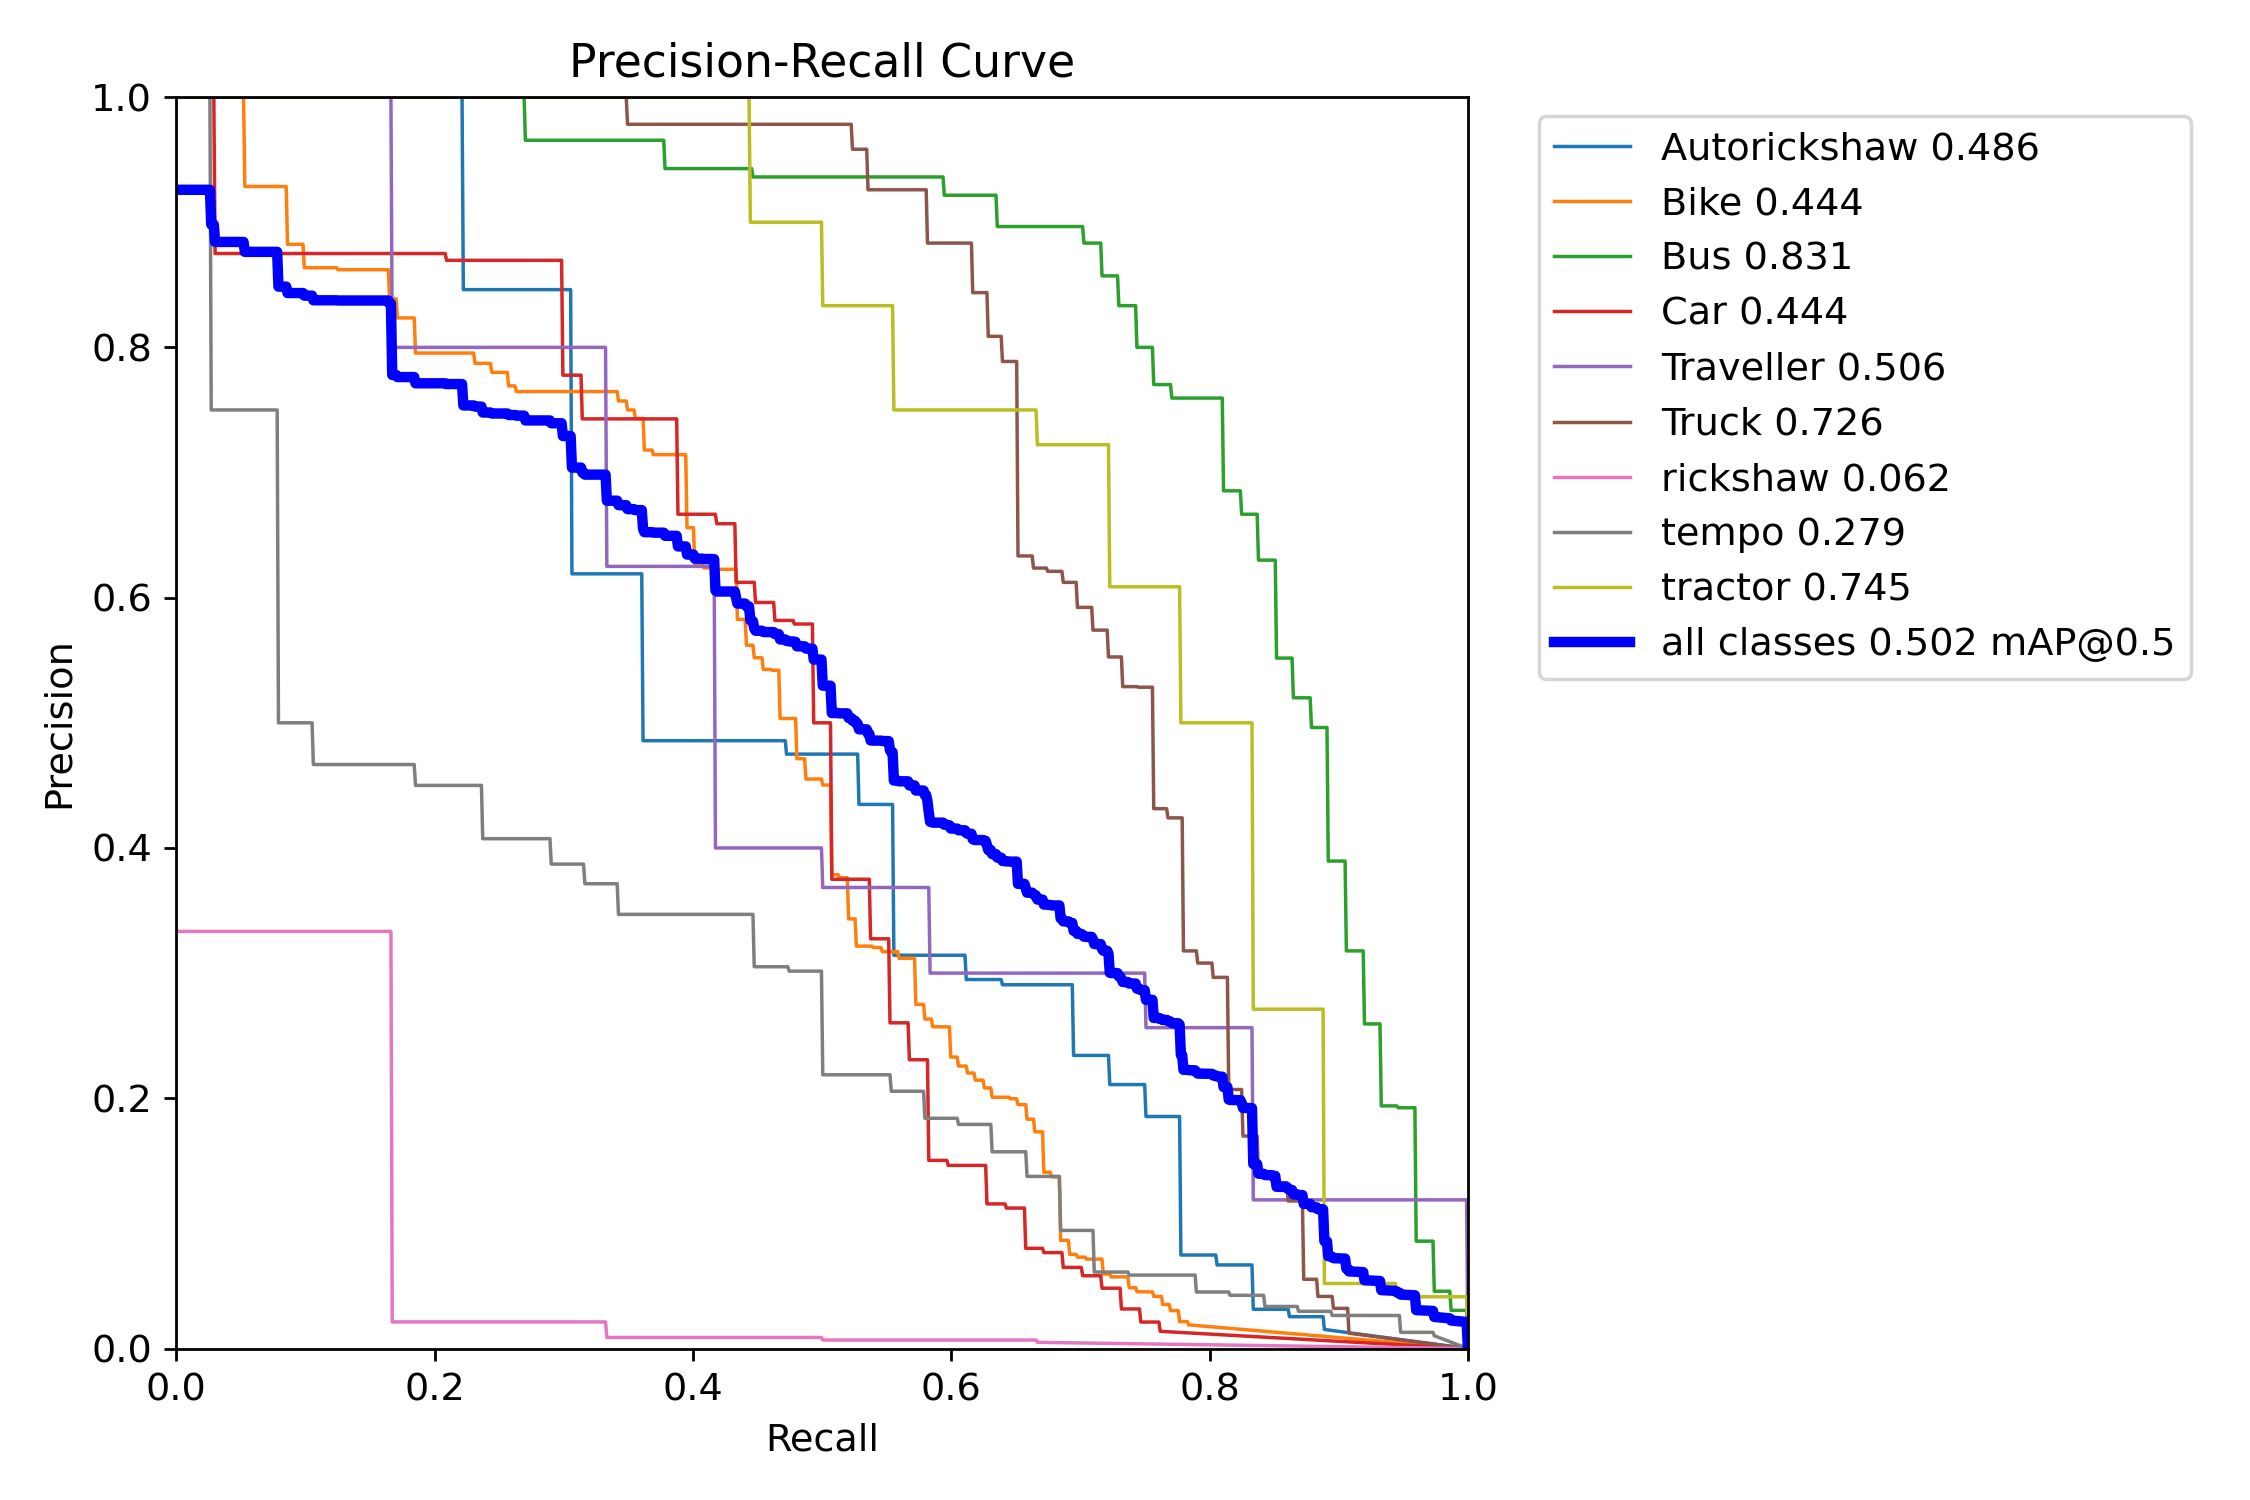 Precision-Recall Curve
1.0
0.8
0.6
0.4
0.2
0.0
Precision
0.0 0.2 0.4 0.6 0.8 1.0
Recall
Autorickshaw 0.486
Bike 0.444
Bus 0.831
Car 0.444
Traveller 0.506
Truck 0.726
rickshaw 0.062
tempo 0.279
tractor 0.745
all classes 0.502 mAP@0.5